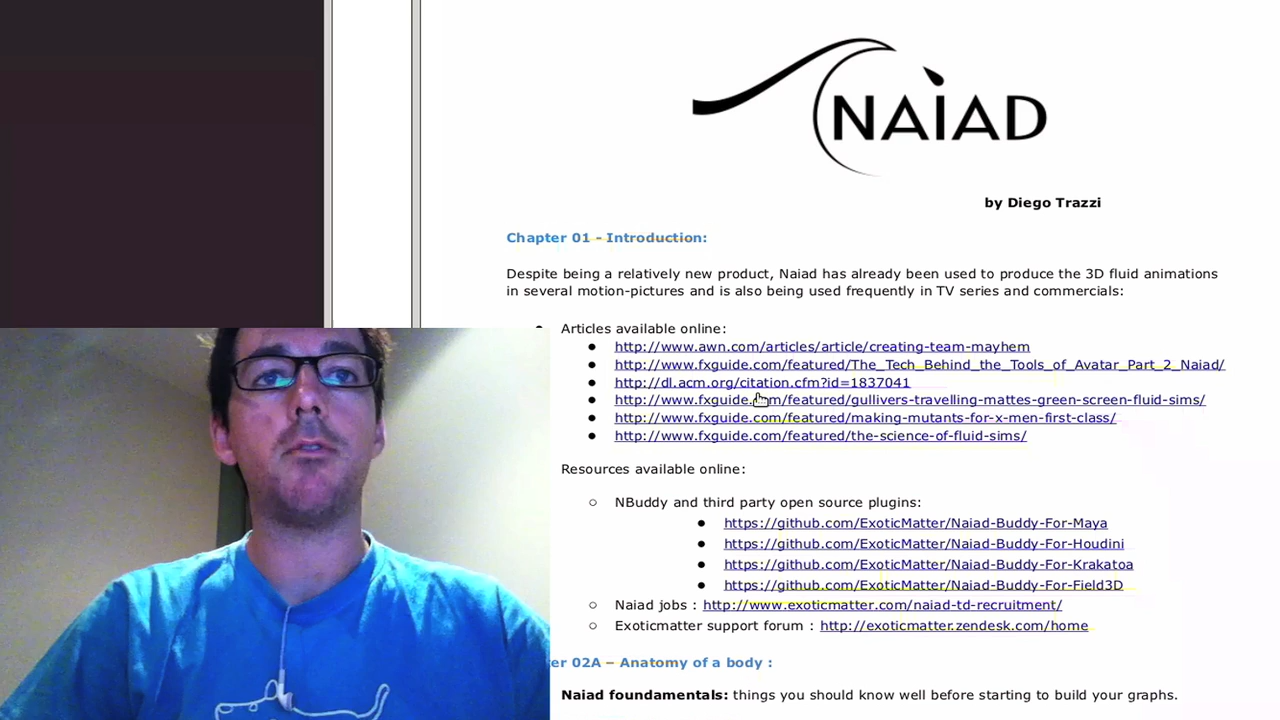 NAIAD
by Diego Trazzi
Chapter 01 - Introduction:
Despite being a relatively new product, Naiad has already been used to produce the 3D fluid animations
in several motion-pictures and is also being used frequently in TV series and commercials:
Articles available online:
http://www.awn.com/articles/article/creating-team-mayhem
http://www.fxguide.com/featured/The_Tech_Behind_the_Tools_of_Avatar_Part_2_Naiad/
http://dl.acm.org/citation.cfm?id=1837041
http://www.fxguide.com/featured/gullivers-travelling-mattes-green-screen-fluid-sims/
http://www.fxguide.com/featured/making-mutants-for-x-men-first-class/
http://www.fxguide.com/featured/the-science-of-fluid-sims/
Resources available online:
NBuddy and third party open source plugins:
https://github.com/ExoticMatter/Naiad-Buddy-For-Maya
https://github.com/ExoticMatter/Naiad-Buddy-For-Houdini
https://github.com/ExoticMatter/Naiad-Buddy-For-Krakatoa
https://github.com/ExoticMatter/Naiad-Buddy-For-Field3D
Naiad jobs : http://www.exoticmatter.com/naiad-td-recruitment/
Exoticmatter support forum : http://exoticmatter.zendesk.com/home
er 02A – Anatomy of a body :
Naiad foundamentals: things you should know well before starting to build your graphs.